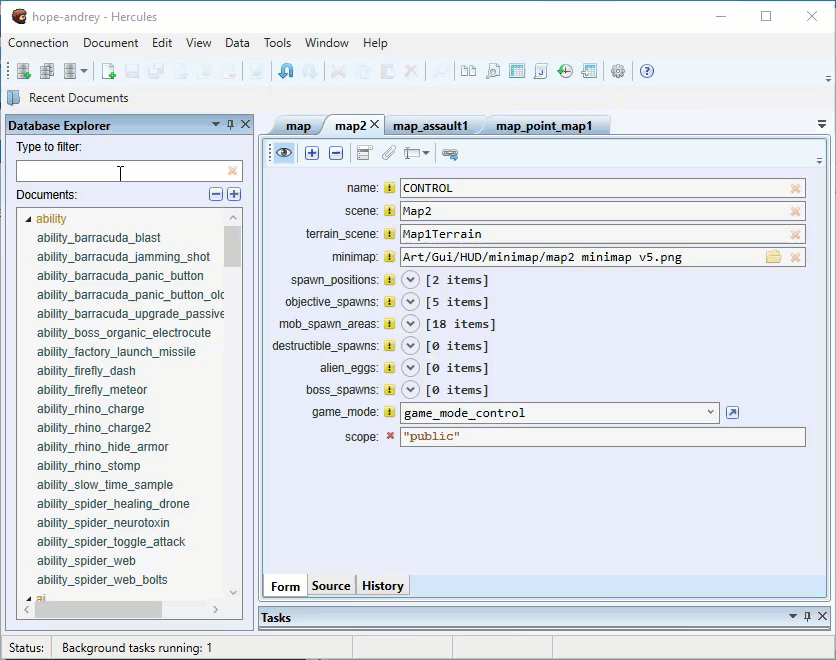 hope-andrey - Hercules
Connection Document Edit View Data Tools Window Help
Recent Documents
Database Explorer
Type to filter:
Documents:
ability
ability_barracuda_blast
ability_barracuda_jamming_shot
ability_barracuda_panic_button
ability_barracuda_panic_button_old
ability_barracuda_upgrade_passive
ability_boss_organic_electrocute
ability_factory_launch_missile
ability_firefly_dash
ability_firefly_meteor
ability_rhino_charge
ability_rhino_charge2
ability_rhino_hide_armor
ability_rhino_stomp
ability_slow_time_sample
ability_spider_healing_drone
ability_spider_neurotoxin
ability_spider_toggle_attack
ability_spider_web
ability_spider_web_bolts
ai
map map2 map_assault1 map_point_map1
name: CONTROL
scene: Map2
terrain_scene: Map1Terrain
minimap: Art/Gui/HUD/minimap/map2 minimap v5.png
spawn_positions: [2 items]
objective_spawns: [5 items]
mob_spawn_areas: [18 items]
destructible_spawns: [0 items]
alien_eggs: [0 items]
boss_spawns: [0 items]
game_mode: game_mode_control
scope: "public"
Form Source History
Tasks
Status: Background tasks running: 1